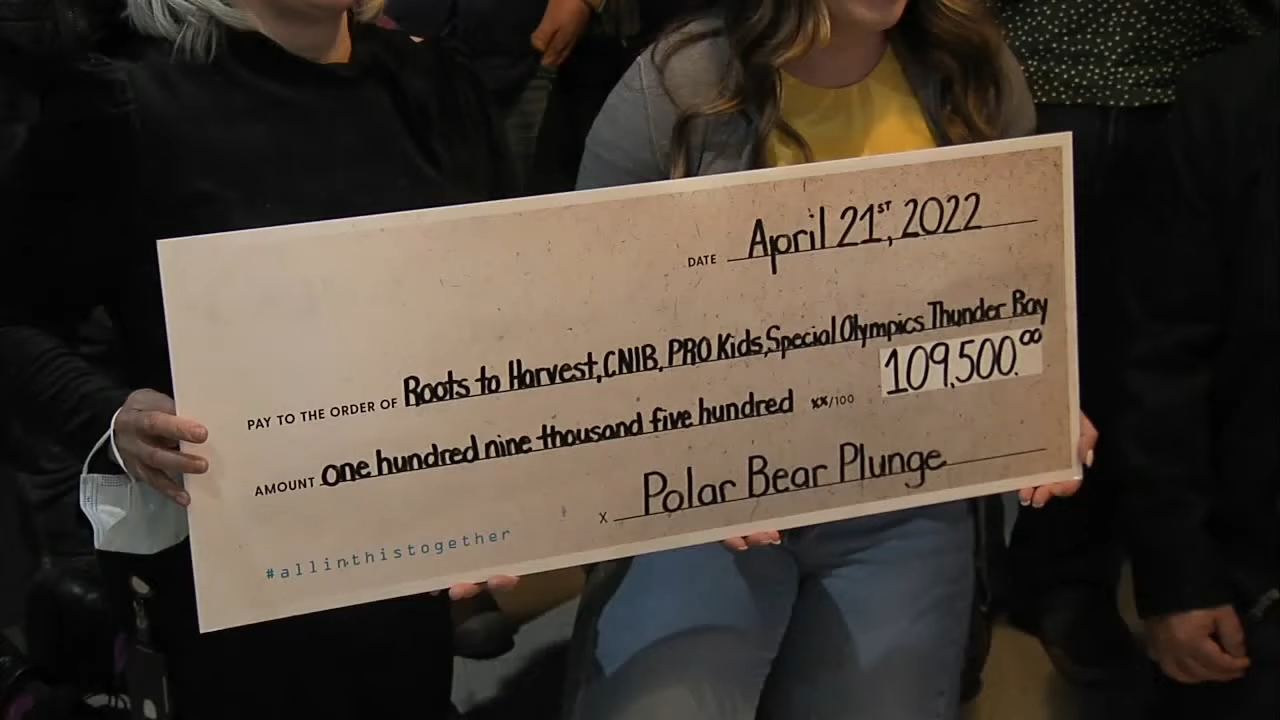 DATE April 21ST, 2022
PAY TO THE ORDER OF Roots to Harvest, CNIB, PRO Kids, Special Olympics Thunder Bay
109,500.00
AMOUNT one hundred nine thousand five hundred xx/100
X Polar Bear Plunge
#allinthistogether